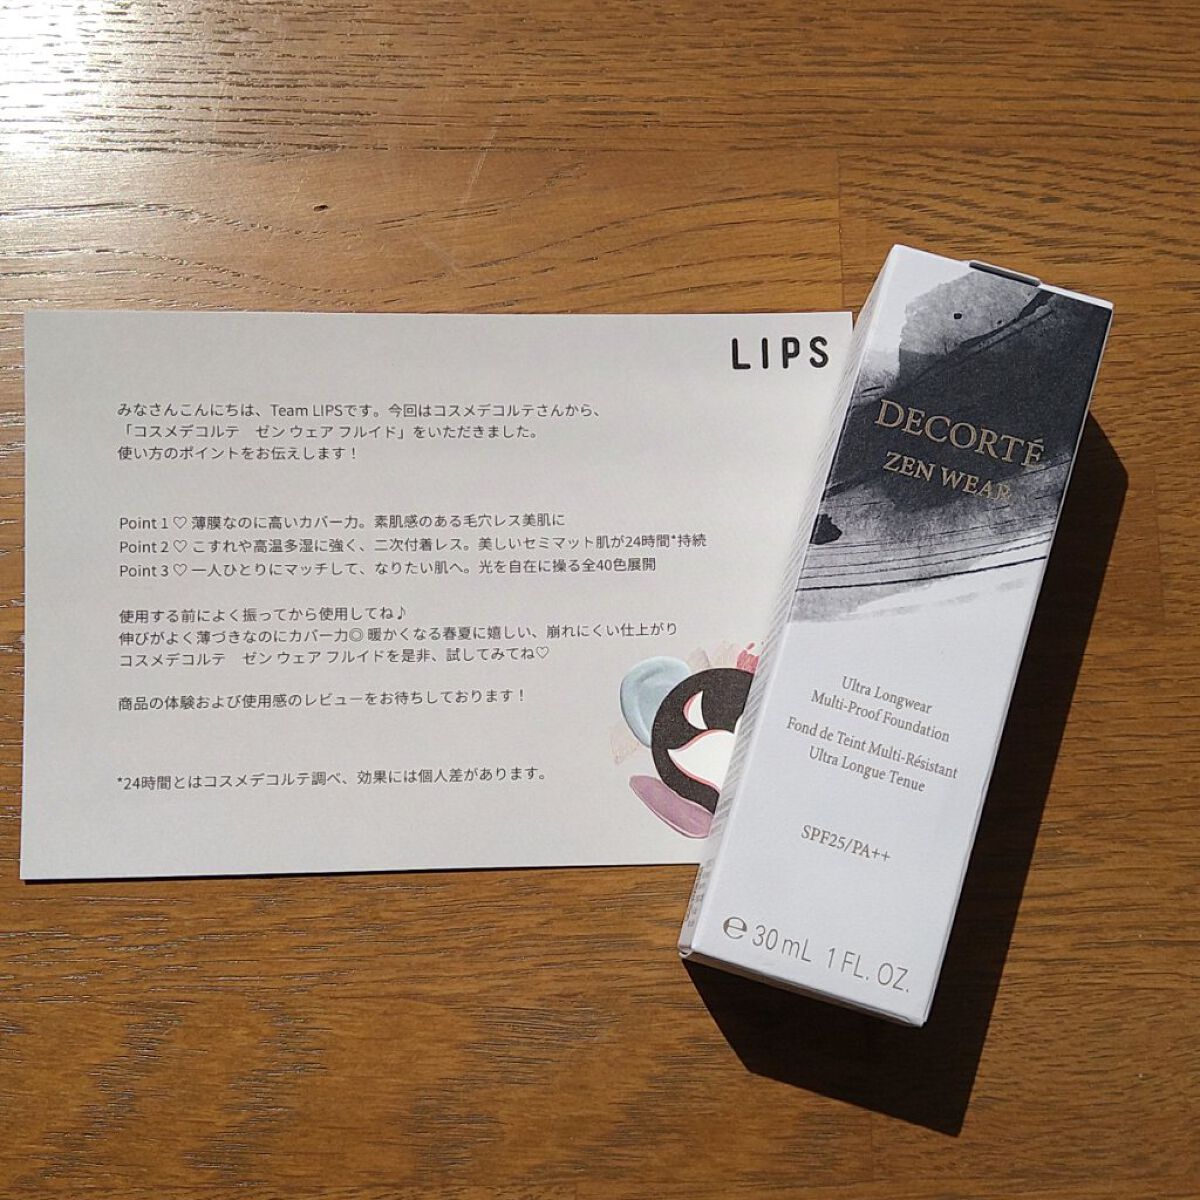 LIPS
みなさんこんにちは、Team LIPSです。今回はコスメデコルテさんから、
「コスメデコルテ　ゼン ウェア フルイド」をいただきました。
使い方のポイントをお伝えします！
Point 1 ♡ 薄膜なのに高いカバー力。素肌感のある毛穴レス美肌に
Point 2 ♡ こすれや高温多湿に強く、二次付着レス。美しいセミマット肌が24時間*持続
Point 3 ♡ 一人ひとりにマッチして、なりたい肌へ。光を自在に操る全40色展開
使用する前によく振ってから使用してね♪
伸びがよく薄づきなのにカバー力◎ 暖かくなる春夏に嬉しい、崩れにくい仕上がり
コスメデコルテ　ゼン ウェア フルイドを是非、試してみてね♡
商品の体験および使用感のレビューをお待ちしております！
*24時間とはコスメデコルテ調べ、効果には個人差があります。
DECORTÉ
ZEN WEAR
Ultra Longwear
Multi-Proof Foundation
Fond de Teint Multi-Résistant
Ultra Longue Tenue
SPF25/PA++
℮ 30 mL 1 FL. OZ.